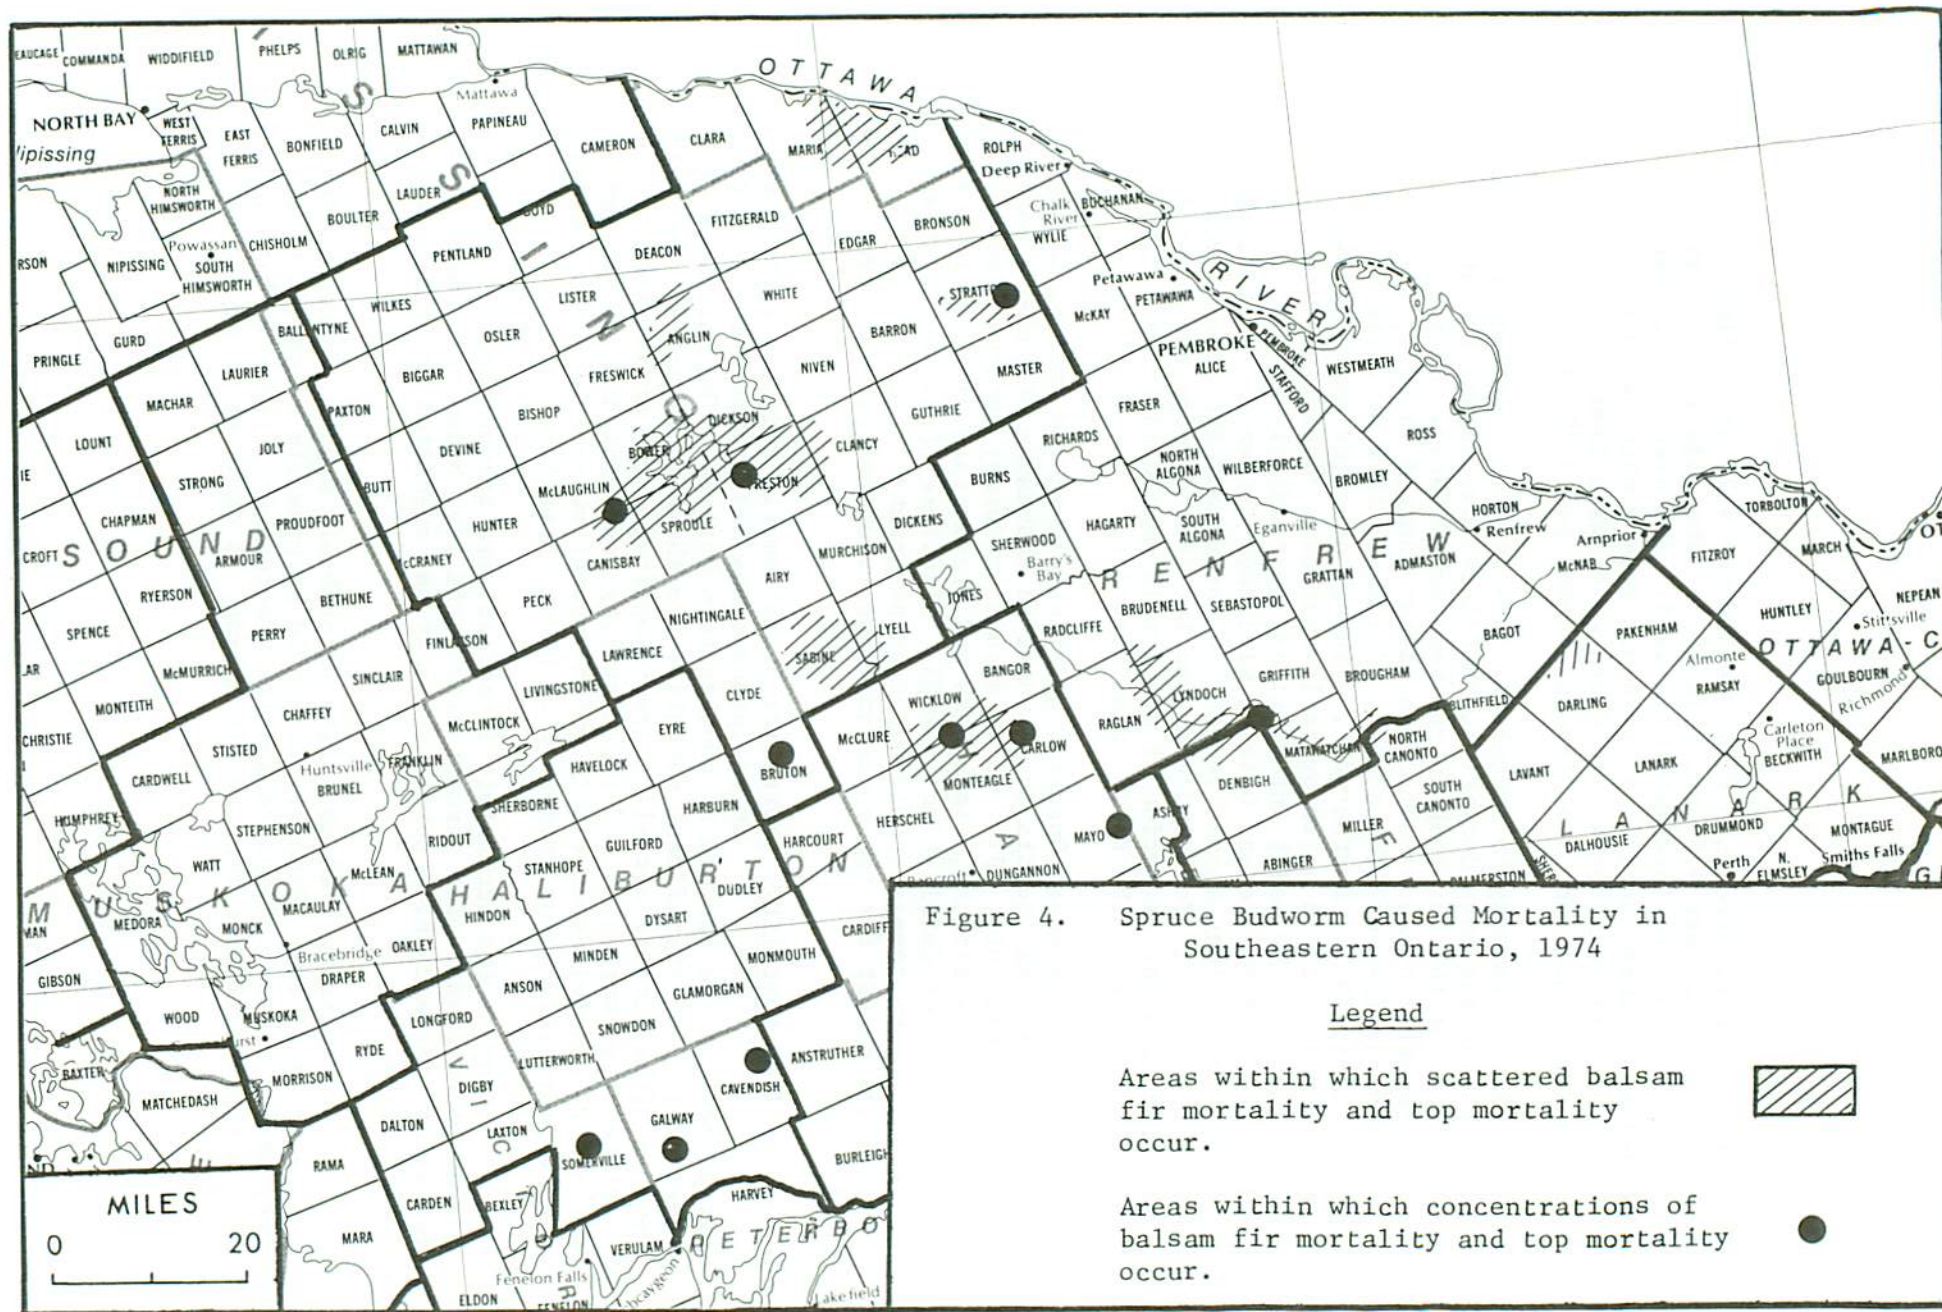 COMMANDA
WIDDIFIELD
PHELPS
OLRIG
MATTAWAN
OTTAWA
Mattawa
NORTH BAY
WEST
FERRIS
EAST
FERRIS
BONFIELD
CALVIN
PAPINEAU
CAMERON
CLARA
MARIA
ROLPH
Deep River
NORTH
HIMSWORTH
LAUDER
BOULTER
CHISHOLM
Powassan
NIPISSING
SOUTH
HIMSWORTH
PENTLAND
DEACON
FITZGERALD
EDGAR
BRONSON
Chalk
River
BUCHANAN
WYLIE
Petawawa
PETAWAWA
RIVER
GURD
PRINGLE
BALLENTYNE
WILKES
OSLER
LISTER
ANGLIN
WHITE
BARRON
McKAY
PEMBROKE
PEMBROKE
ALICE
STAFFORD
WESTMEATH
MACHAR
LAURIER
PAXTON
BIGGAR
BISHOP
FRESWICK
NIVEN
MASTER
GUTHRIE
FRASER
ROSS
LOUNT
JOLY
STRONG
DEVINE
BOWER
DICKSON
CLANCY
RICHARDS
NORTH
ALGONA
WILBERFORCE
BROMLEY
BUTT
McLAUGHLIN
PRESTON
BURNS
HORTON
Renfrew
CHAPMAN
CROFT
SOUND
PROUDFOOT
ARMOUR
HUNTER
SPROULE
DICKENS
HAGARTY
SOUTH
ALGONA
Eganville
Arnprior
McNAB
TORBOLTON
FITZROY
MARCH
McCRANEY
CANISBAY
MURCHISON
SHERWOOD
Barry's
Bay
RENFREW
GRATTAN
ADMASTON
RYERSON
BETHUNE
PECK
AIRY
JONES
BRUDENELL
SEBASTOPOL
HUNTLEY
NEPEAN
Stittsville
SPENCE
PERRY
FINLAYSON
NIGHTINGALE
LYELL
RADCLIFFE
BAGOT
PAKENHAM
OTTAWA-C
McMURRICH
SINCLAIR
LAWRENCE
SABINE
BANGOR
GRIFFITH
BROUGHAM
Almonte
RAMSAY
GOULBOURN
Richmond
MONTEITH
CHAFFEY
LIVINGSTONE
CLYDE
WICKLOW
LYNDOCH
BLITHFIELD
DARLING
CHRISTIE
STISTED
McCLINTOCK
EYRE
McCLURE
CARLOW
RAGLAN
MATAWATCHAN
NORTH
CANONTO
Carleton
Place
BECKWITH
MARLBORO
CARDWELL
Huntsville
BRUNEL
FRANKLIN
HAVELOCK
BRUTON
MONTEAGLE
DENBIGH
SOUTH
CANONTO
LAVANT
LANARK
HUMPHREY
STEPHENSON
RIDOUT
SHERBORNE
HARBURN
HERSCHEL
MAYO
ASHBY
MILLER
LANARK
DALHOUSIE
DRUMMOND
MONTAGUE
WATT
McLEAN
STANHOPE
GUILFORD
HARCOURT
Bancroft
DUNGANNON
ABINGER
PALMERSTON
Perth
N.
ELMSLEY
Smiths Falls
MUSKOKA
HALIBURTON
MEDORA
MONCK
MACAULAY
HINDON
DYSART
DUDLEY
CARDIFF
GIBSON
Bracebridge
OAKLEY
DRAPER
MINDEN
MONMOUTH
ANSON
GLAMORGAN
WOOD
MUSKOKA
LONGFORD
SNOWDON
BAXTER
RYDE
LUTTERWORTH
ANSTRUTHER
MORRISON
DIGBY
CAVENDISH
MATCHEDASH
DALTON
LAXTON
GALWAY
RAMA
SOMERVILLE
BURLEIGH
CARDEN
BEXLEY
HARVEY
MARA
VERULAM
PETERBO
Fenelon Falls
ELDON
FENELON
Lakefield
MILES
0 20
Figure 4. Spruce Budworm Caused Mortality in
Southeastern Ontario, 1974
Legend
Areas within which scattered balsam
fir mortality and top mortality
occur.
Areas within which concentrations of
balsam fir mortality and top mortality
occur.